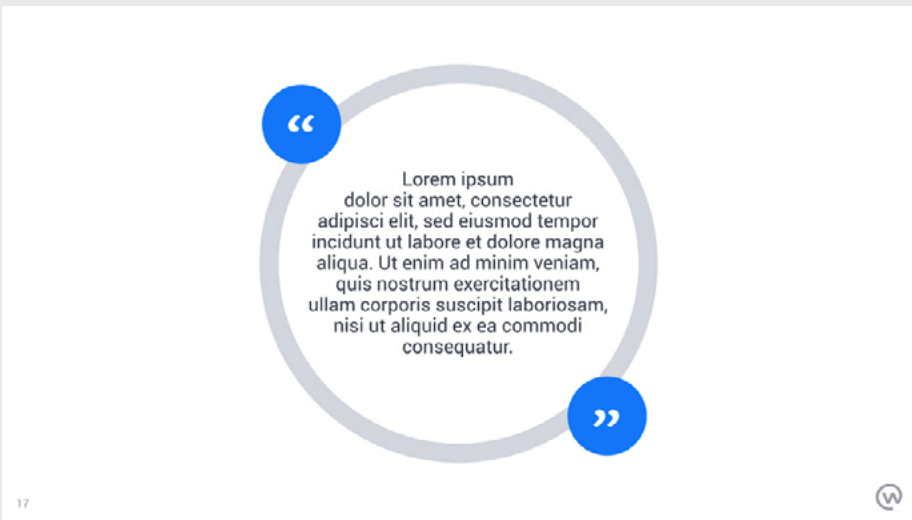 “
Lorem ipsum
dolor sit amet, consectetur
adipisci elit, sed eiusmod tempor
incidunt ut labore et dolore magna
aliqua. Ut enim ad minim veniam,
quis nostrum exercitationem
ullam corporis suscipit laboriosam,
nisi ut aliquid ex ea commodi
consequatur.
”
17